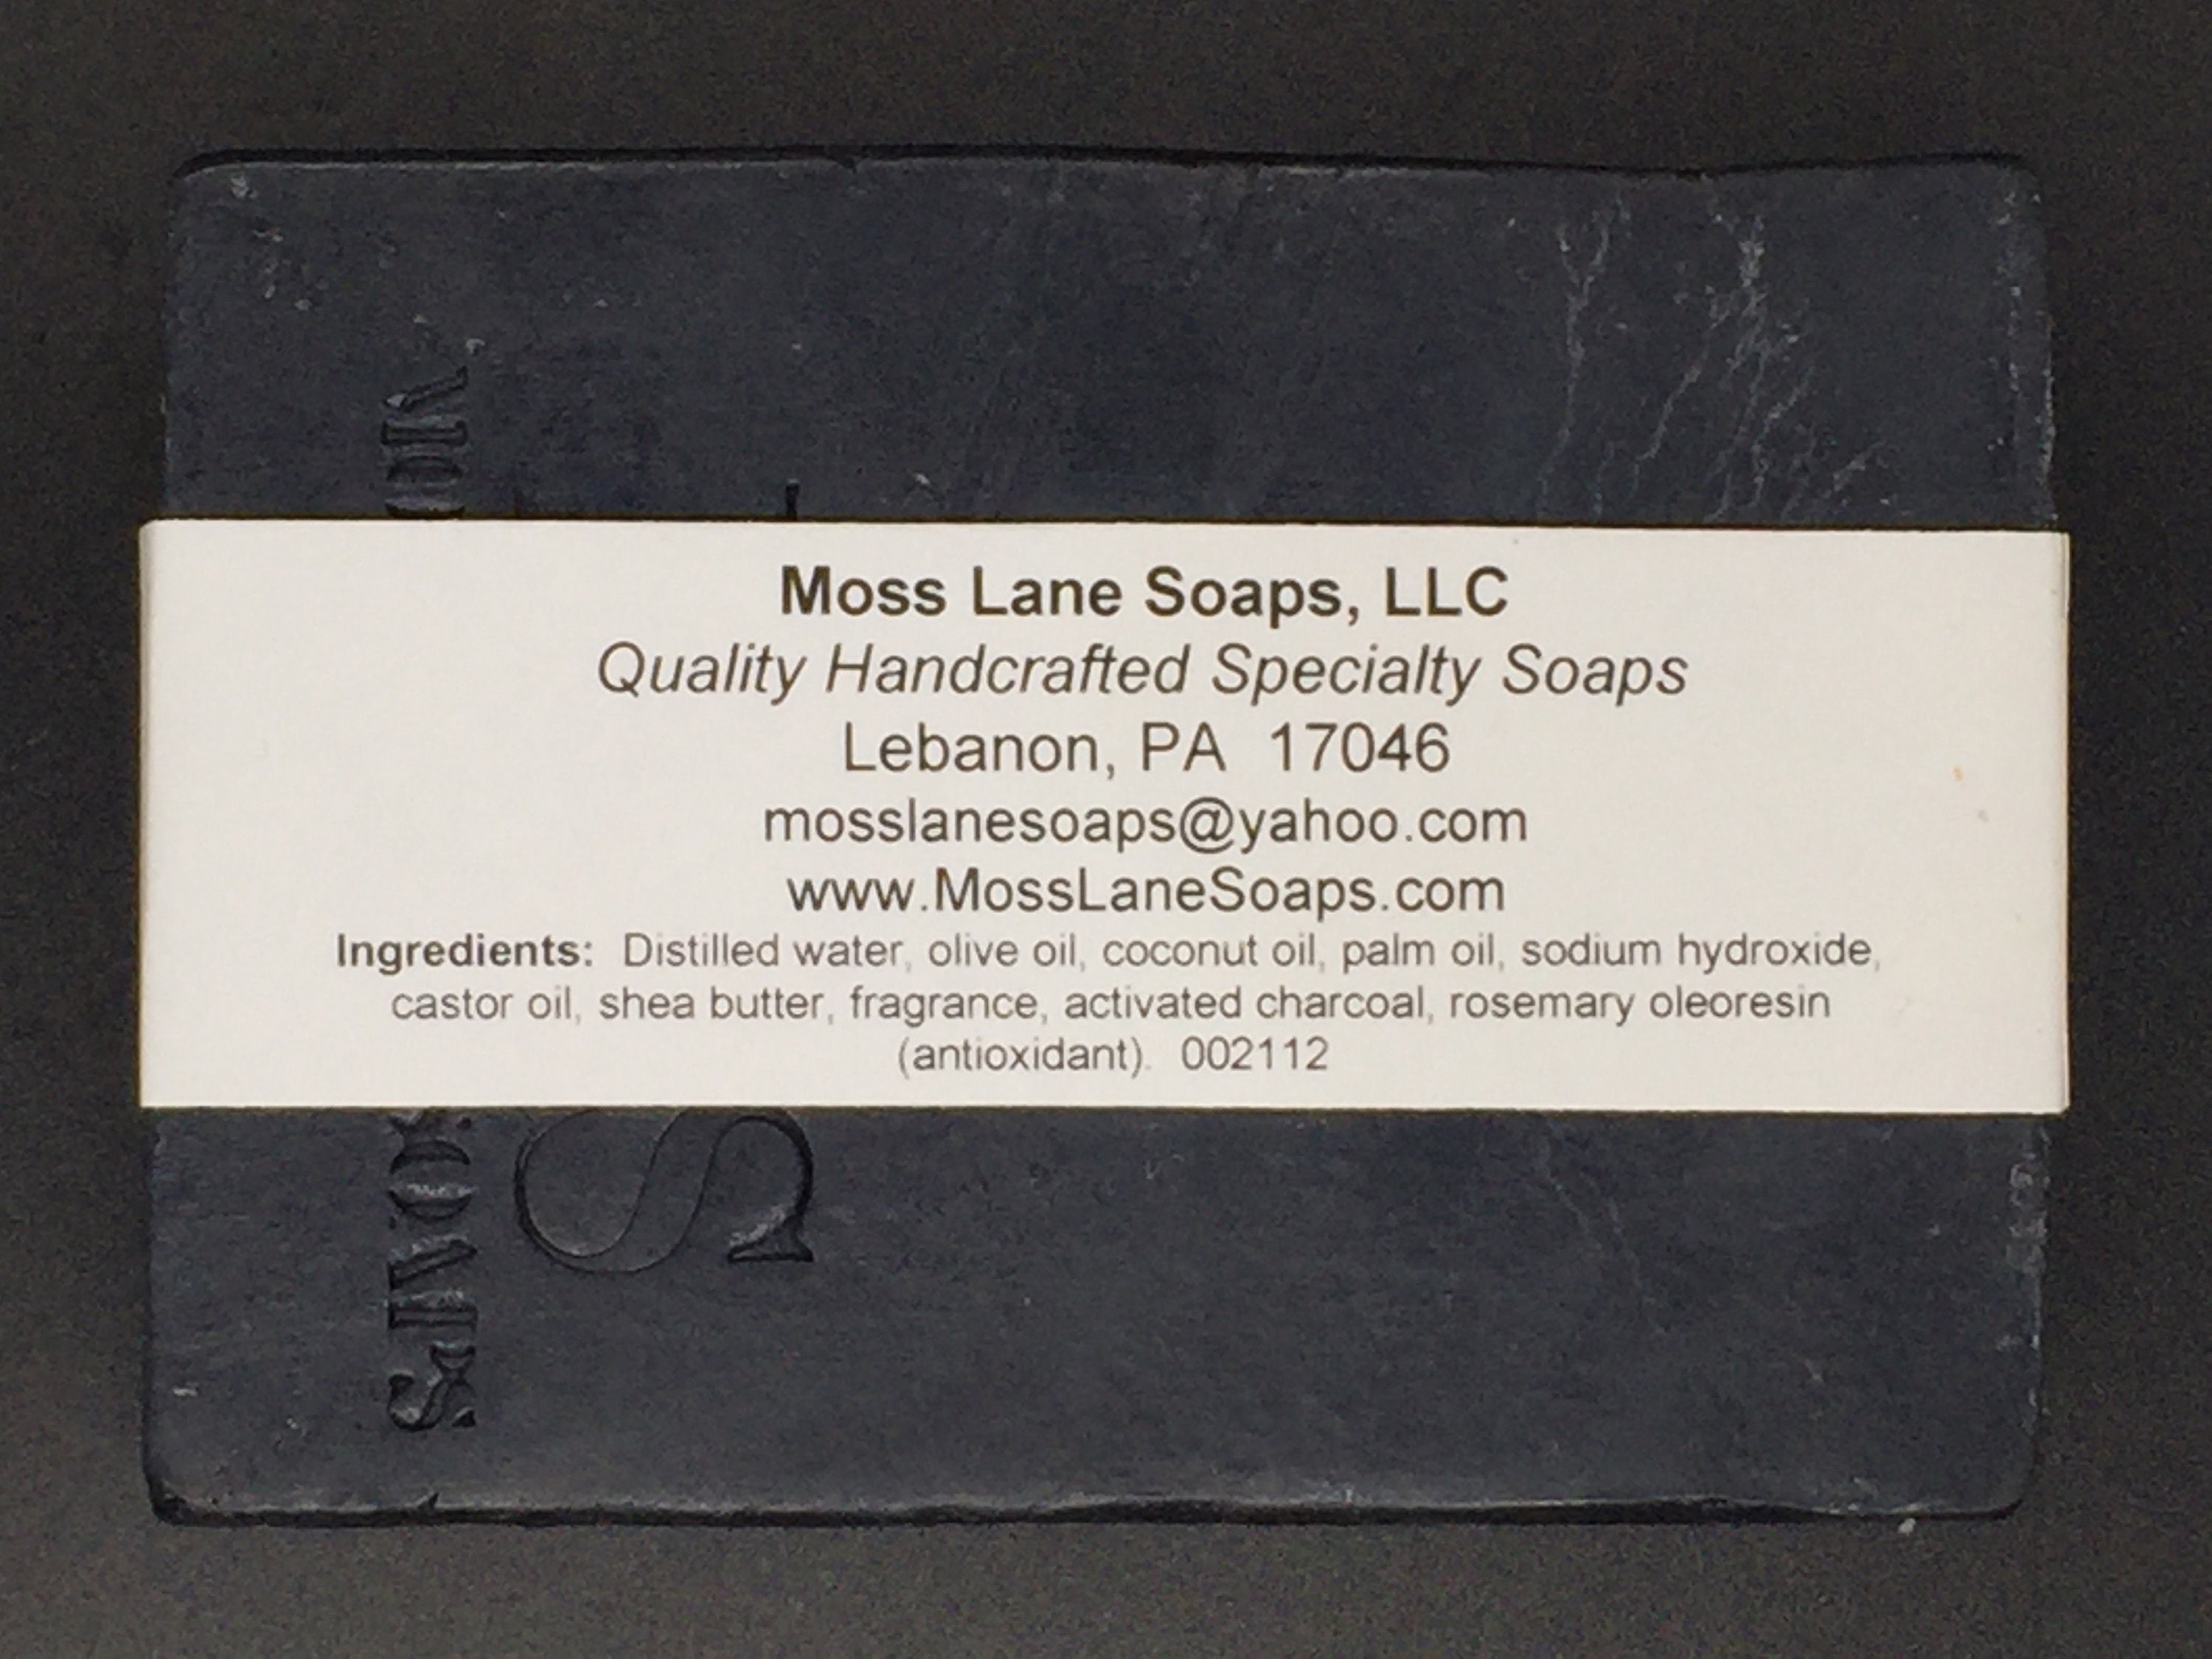 Moss Lane Soaps, LLC
Quality Handcrafted Specialty Soaps
Lebanon, PA 17046
mosslanesoaps@yahoo.com
www.MossLaneSoaps.com
Ingredients: Distilled water, olive oil, coconut oil, palm oil, sodium hydroxide,
castor oil, shea butter, fragrance, activated charcoal, rosemary oleoresin
(antioxidant). 002112